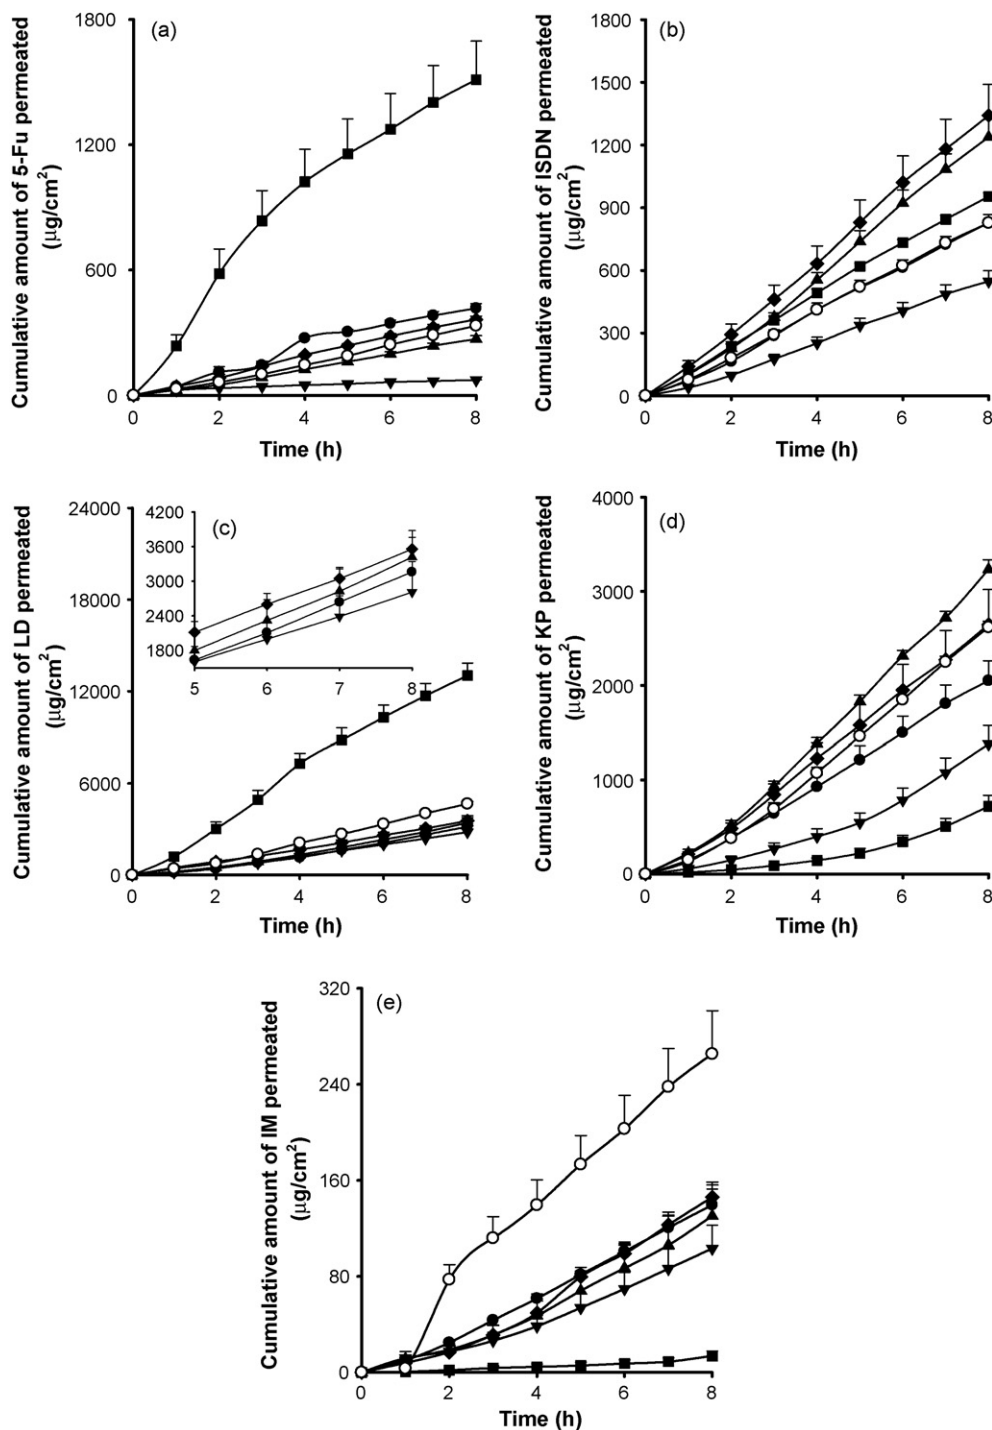 (a)
Cumulative amount of 5-Fu permeated
(μg/cm²)
1800
1200
600
0
0 2 4 6 8
Time (h)
(b)
Cumulative amount of ISDN permeated
(μg/cm²)
1800
1500
1200
900
600
300
0
0 2 4 6 8
Time (h)
(c)
Cumulative amount of LD permeated
(μg/cm²)
24000
18000
12000
6000
0
0 2 4 6 8
Time (h)
4200
3600
3000
2400
1800
5 6 7 8
(d)
Cumulative amount of KP permeated
(μg/cm²)
4000
3000
2000
1000
0
0 2 4 6 8
Time (h)
(e)
Cumulative amount of IM permeated
(μg/cm²)
320
240
160
80
0
0 2 4 6 8
Time (h)